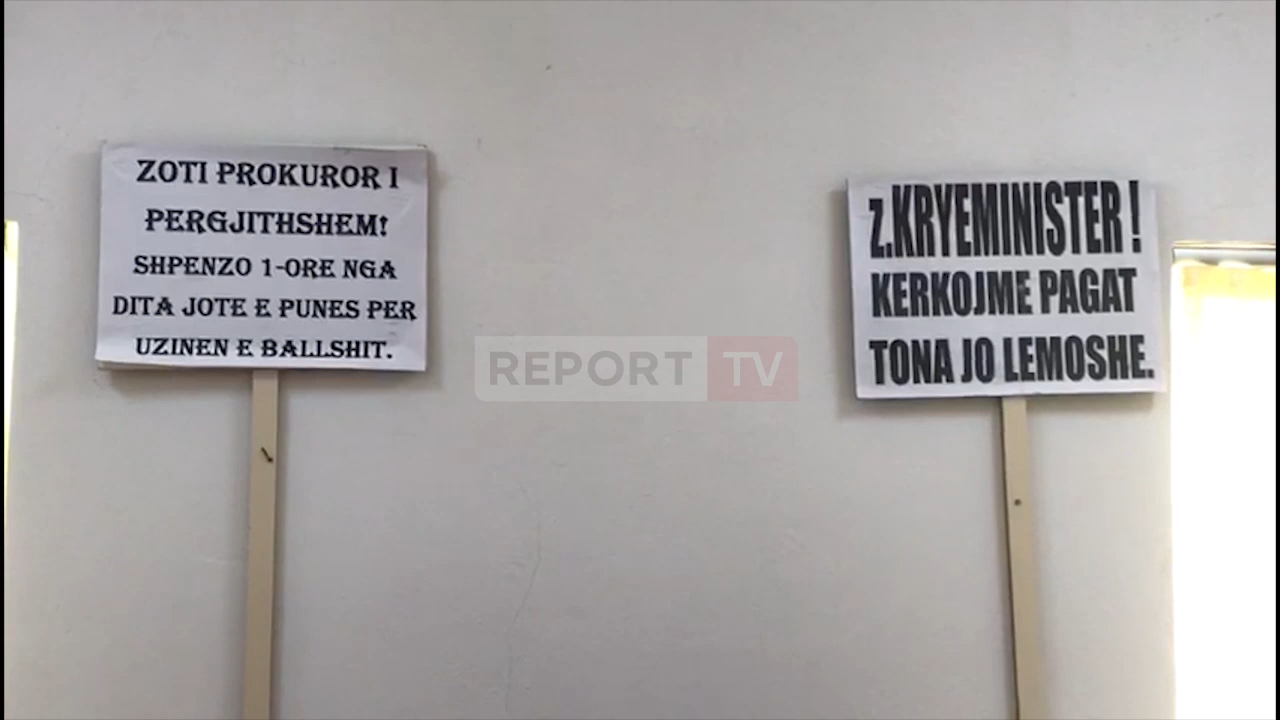 ZOTI PROKUROR I
PERGJITHSHEM!
SHPENZO 1-ORE NGA
DITA JOTE E PUNES PER
UZINEN E BALLSHIT.
Z.KRYEMINISTER !
KERKOJME PAGAT
TONA JO LEMOSHE.
REPORT TV